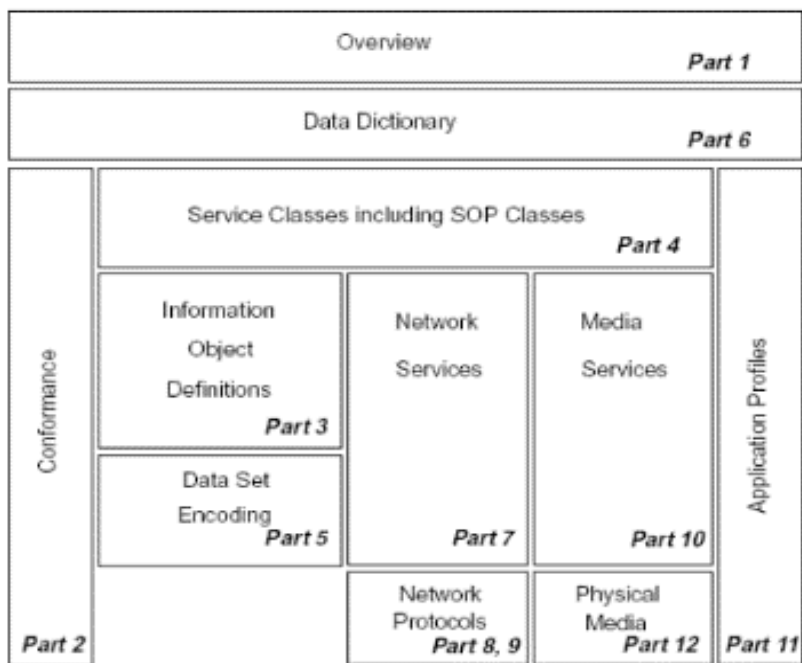 Overview
Part 1
Data Dictionary
Part 6
Service Classes including SOP Classes
Part 4
Information
Object
Definitions
Part 3
Network
Services
Part 7
Media
Services
Part 10
Data Set
Encoding
Part 5
Network
Protocols
Part 8, 9
Physical
Media
Part 12
Conformance
Part 2
Application Profiles
Part 11